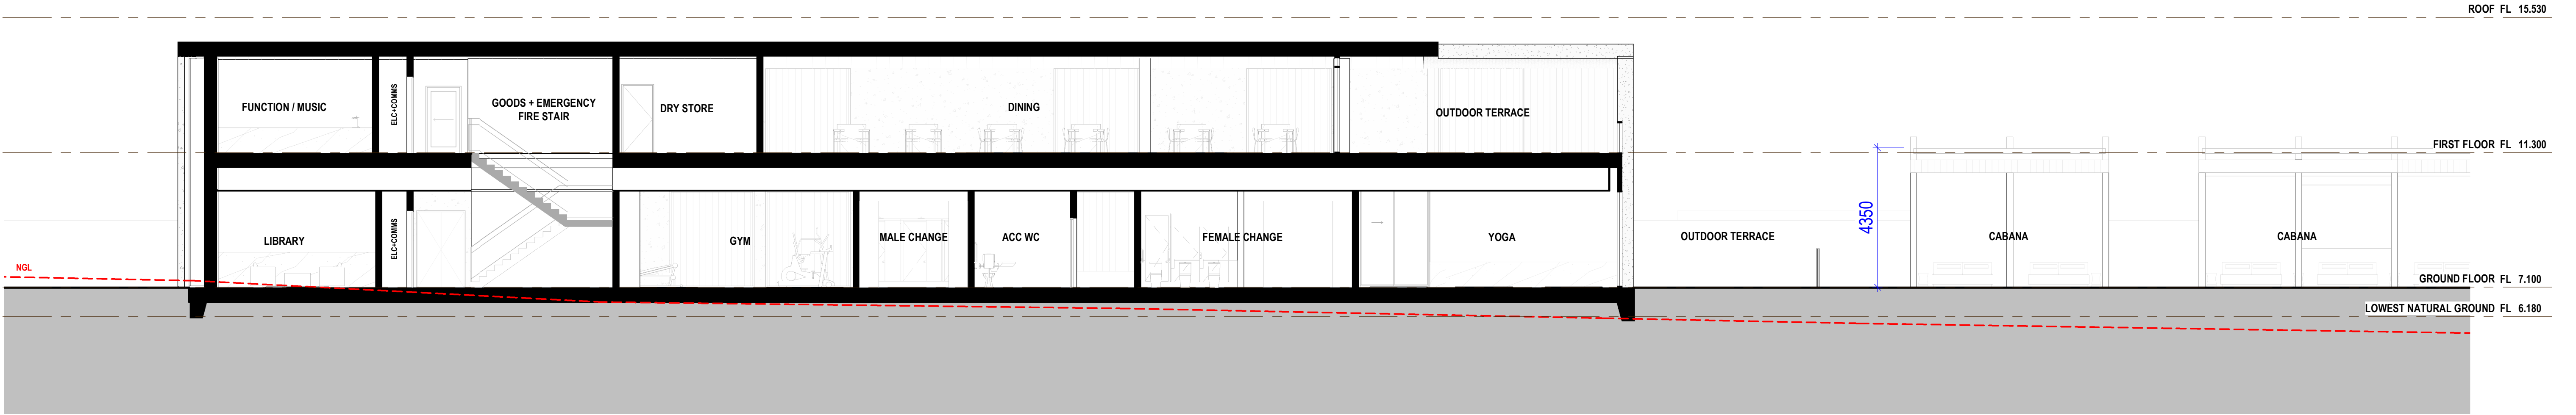 ROOF FL 15.530
FUNCTION / MUSIC
ELC+COMMS
GOODS + EMERGENCY
FIRE STAIR
DRY STORE
DINING
OUTDOOR TERRACE
FIRST FLOOR FL 11.300
NGL
LIBRARY
ELC+COMMS
GYM
MALE CHANGE
ACC WC
FEMALE CHANGE
YOGA
OUTDOOR TERRACE
4350
CABANA
CABANA
GROUND FLOOR FL 7.100
LOWEST NATURAL GROUND FL 6.180